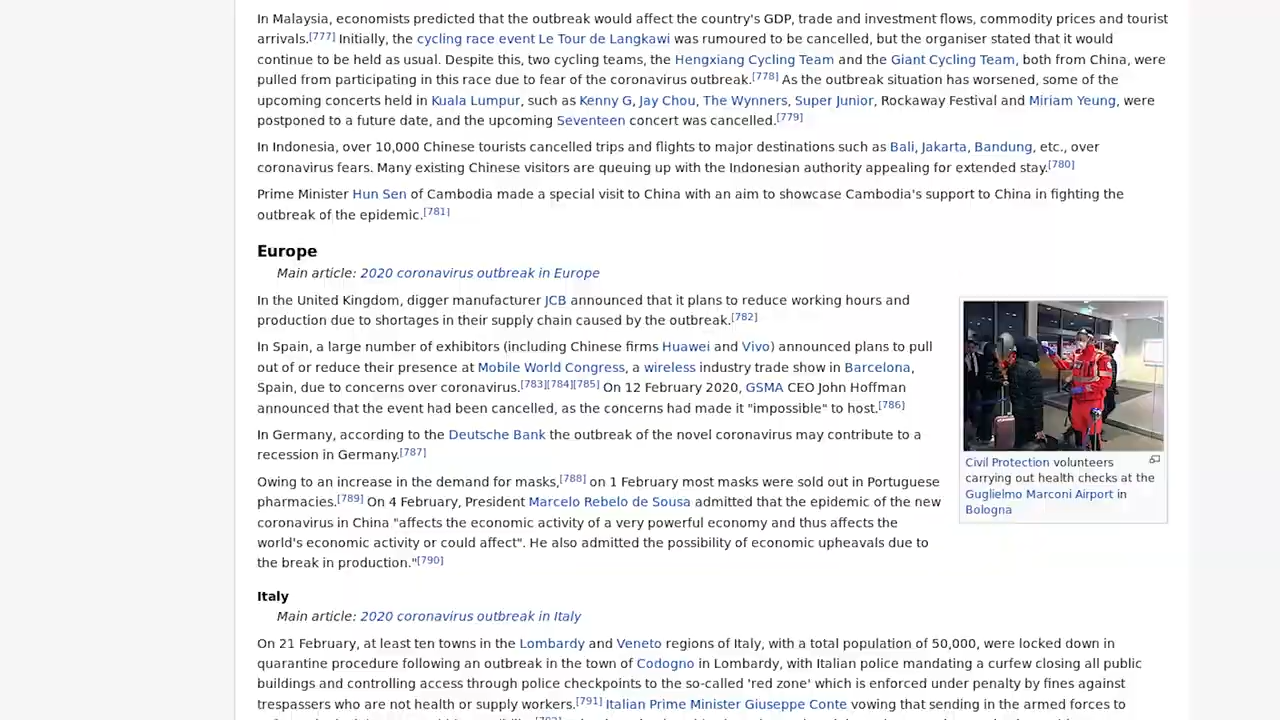 In Malaysia, economists predicted that the outbreak would affect the country's GDP, trade and investment flows, commodity prices and tourist
arrivals.[777] Initially, the cycling race event Le Tour de Langkawi was rumoured to be cancelled, but the organiser stated that it would
continue to be held as usual. Despite this, two cycling teams, the Hengxiang Cycling Team and the Giant Cycling Team, both from China, were
pulled from participating in this race due to fear of the coronavirus outbreak.[778] As the outbreak situation has worsened, some of the
upcoming concerts held in Kuala Lumpur, such as Kenny G, Jay Chou, The Wynners, Super Junior, Rockaway Festival and Miriam Yeung, were
postponed to a future date, and the upcoming Seventeen concert was cancelled.[779]
In Indonesia, over 10,000 Chinese tourists cancelled trips and flights to major destinations such as Bali, Jakarta, Bandung, etc., over
coronavirus fears. Many existing Chinese visitors are queuing up with the Indonesian authority appealing for extended stay.[780]
Prime Minister Hun Sen of Cambodia made a special visit to China with an aim to showcase Cambodia's support to China in fighting the
outbreak of the epidemic.[781]
Europe
Main article: 2020 coronavirus outbreak in Europe
In the United Kingdom, digger manufacturer JCB announced that it plans to reduce working hours and
production due to shortages in their supply chain caused by the outbreak.[782]
In Spain, a large number of exhibitors (including Chinese firms Huawei and Vivo) announced plans to pull
out of or reduce their presence at Mobile World Congress, a wireless industry trade show in Barcelona,
Spain, due to concerns over coronavirus.[783][784][785] On 12 February 2020, GSMA CEO John Hoffman
announced that the event had been cancelled, as the concerns had made it "impossible" to host.[786]
In Germany, according to the Deutsche Bank the outbreak of the novel coronavirus may contribute to a
recession in Germany.[787]
Owing to an increase in the demand for masks,[788] on 1 February most masks were sold out in Portuguese
pharmacies.[789] On 4 February, President Marcelo Rebelo de Sousa admitted that the epidemic of the new
coronavirus in China "affects the economic activity of a very powerful economy and thus affects the
world's economic activity or could affect". He also admitted the possibility of economic upheavals due to
the break in production."[790]
Civil Protection volunteers
carrying out health checks at the
Guglielmo Marconi Airport in
Bologna
Italy
Main article: 2020 coronavirus outbreak in Italy
On 21 February, at least ten towns in the Lombardy and Veneto regions of Italy, with a total population of 50,000, were locked down in
quarantine procedure following an outbreak in the town of Codogno in Lombardy, with Italian police mandating a curfew closing all public
buildings and controlling access through police checkpoints to the so-called 'red zone' which is enforced under penalty by fines against
trespassers who are not health or supply workers.[791] Italian Prime Minister Giuseppe Conte vowing that sending in the armed forces to